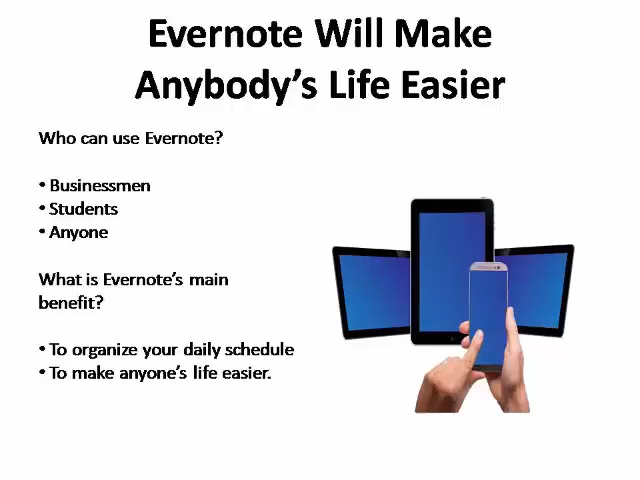 Evernote Will Make
Anybody's Life Easier
Who can use Evernote?
• Businessmen
• Students
• Anyone
What is Evernote's main
benefit?
• To organize your daily schedule
• To make anyone's life easier.